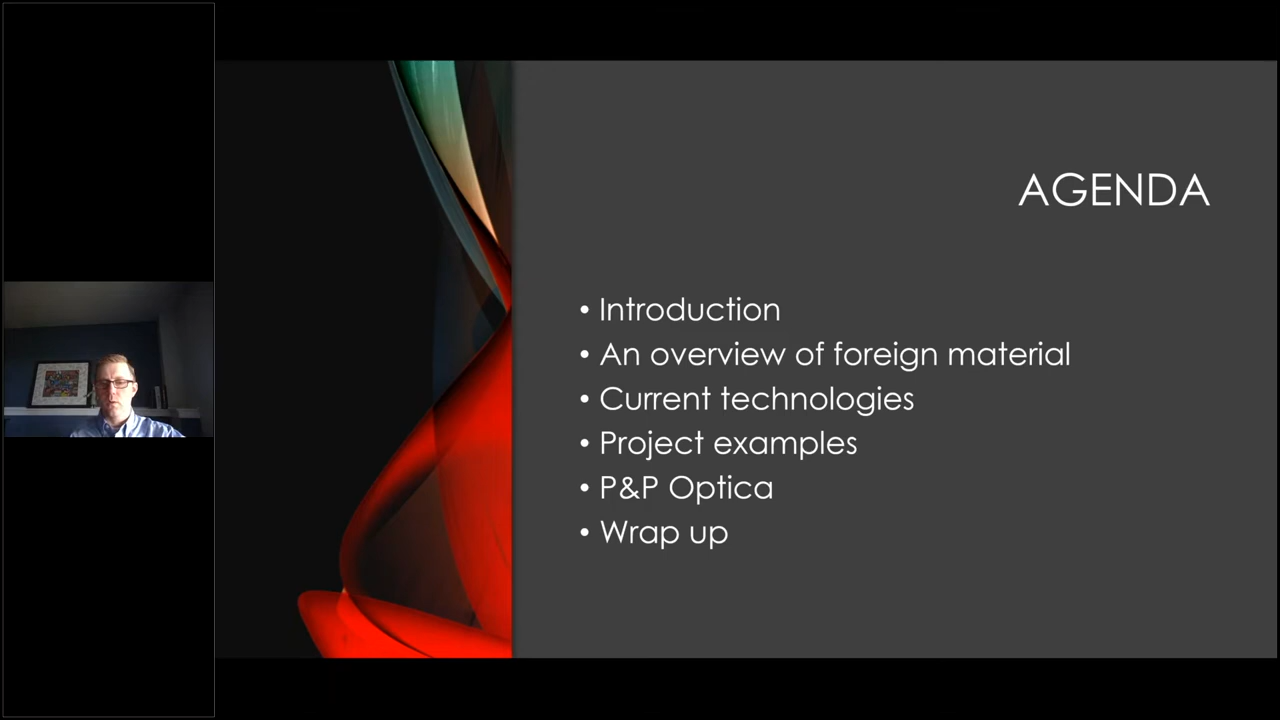 AGENDA
• Introduction
• An overview of foreign material
• Current technologies
• Project examples
• P&P Optica
• Wrap up